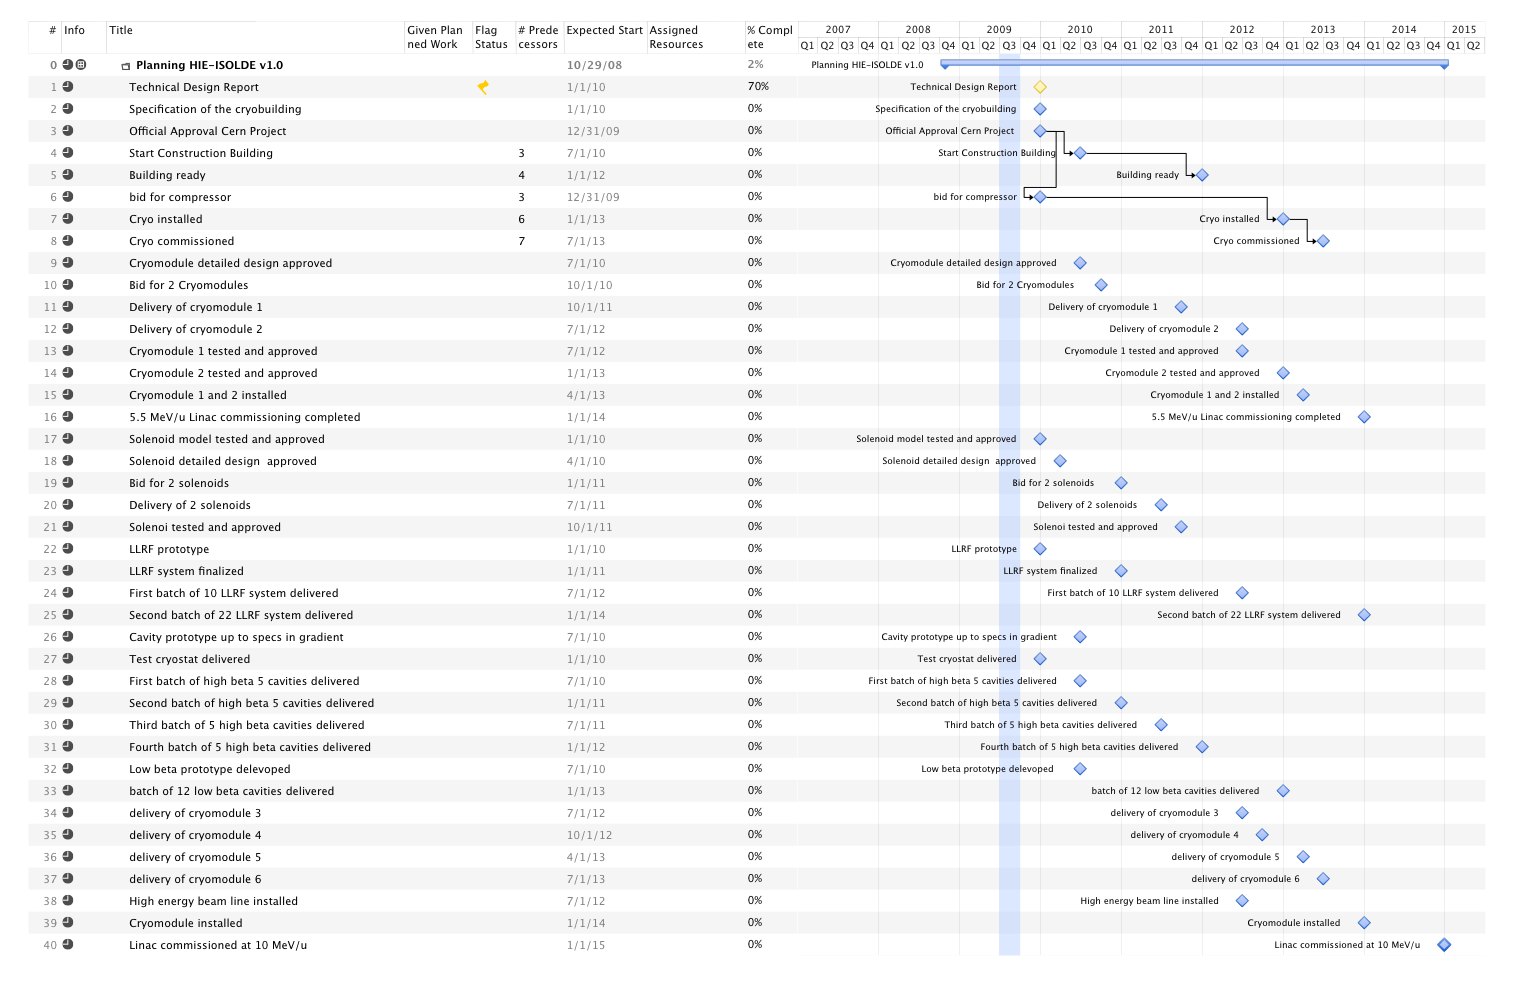 # Info Title Given Plan Flag # Prede Expected Start Assigned % Compl 2007 2008 2009 2010 2011 2012 2013 2014 2015
ned Work Status cessors Resources ete Q1 Q2 Q3 Q4 Q1 Q2 Q3 Q4 Q1 Q2 Q3 Q4 Q1 Q2 Q3 Q4 Q1 Q2 Q3 Q4 Q1 Q2 Q3 Q4 Q1 Q2 Q3 Q4 Q1 Q2 Q3 Q4 Q1 Q2
0 Planning HIE-ISOLDE v1.0 10/29/08 2% Planning HIE-ISOLDE v1.0
1 Technical Design Report 1/1/10 70% Technical Design Report
2 Specification of the cryobuilding 1/1/10 0% Specification of the cryobuilding
3 Official Approval Cern Project 12/31/09 0% Official Approval Cern Project
4 Start Construction Building 3 7/1/10 0% Start Construction Building
5 Building ready 4 1/1/12 0% Building ready
6 bid for compressor 3 12/31/09 0% bid for compressor
7 Cryo installed 6 1/1/13 0% Cryo installed
8 Cryo commissioned 7 7/1/13 0% Cryo commissioned
9 Cryomodule detailed design approved 7/1/10 0% Cryomodule detailed design approved
10 Bid for 2 Cryomodules 10/1/10 0% Bid for 2 Cryomodules
11 Delivery of cryomodule 1 10/1/11 0% Delivery of cryomodule 1
12 Delivery of cryomodule 2 7/1/12 0% Delivery of cryomodule 2
13 Cryomodule 1 tested and approved 7/1/12 0% Cryomodule 1 tested and approved
14 Cryomodule 2 tested and approved 1/1/13 0% Cryomodule 2 tested and approved
15 Cryomodule 1 and 2 installed 4/1/13 0% Cryomodule 1 and 2 installed
16 5.5 MeV/u Linac commissioning completed 1/1/14 0% 5.5 MeV/u Linac commissioning completed
17 Solenoid model tested and approved 1/1/10 0% Solenoid model tested and approved
18 Solenoid detailed design  approved 4/1/10 0% Solenoid detailed design  approved
19 Bid for 2 solenoids 1/1/11 0% Bid for 2 solenoids
20 Delivery of 2 solenoids 7/1/11 0% Delivery of 2 solenoids
21 Solenoi tested and approved 10/1/11 0% Solenoi tested and approved
22 LLRF prototype 1/1/10 0% LLRF prototype
23 LLRF system finalized 1/1/11 0% LLRF system finalized
24 First batch of 10 LLRF system delivered 7/1/12 0% First batch of 10 LLRF system delivered
25 Second batch of 22 LLRF system delivered 1/1/14 0% Second batch of 22 LLRF system delivered
26 Cavity prototype up to specs in gradient 7/1/10 0% Cavity prototype up to specs in gradient
27 Test cryostat delivered 1/1/10 0% Test cryostat delivered
28 First batch of high beta 5 cavities delivered 7/1/10 0% First batch of high beta 5 cavities delivered
29 Second batch of high beta 5 cavities delivered 1/1/11 0% Second batch of high beta 5 cavities delivered
30 Third batch of 5 high beta cavities delivered 7/1/11 0% Third batch of 5 high beta cavities delivered
31 Fourth batch of 5 high beta cavities delivered 1/1/12 0% Fourth batch of 5 high beta cavities delivered
32 Low beta prototype delevoped 7/1/10 0% Low beta prototype delevoped
33 batch of 12 low beta cavities delivered 1/1/13 0% batch of 12 low beta cavities delivered
34 delivery of cryomodule 3 7/1/12 0% delivery of cryomodule 3
35 delivery of cryomodule 4 10/1/12 0% delivery of cryomodule 4
36 delivery of cryomodule 5 4/1/13 0% delivery of cryomodule 5
37 delivery of cryomodule 6 7/1/13 0% delivery of cryomodule 6
38 High energy beam line installed 7/1/12 0% High energy beam line installed
39 Cryomodule installed 1/1/14 0% Cryomodule installed
40 Linac commissioned at 10 MeV/u 1/1/15 0% Linac commissioned at 10 MeV/u